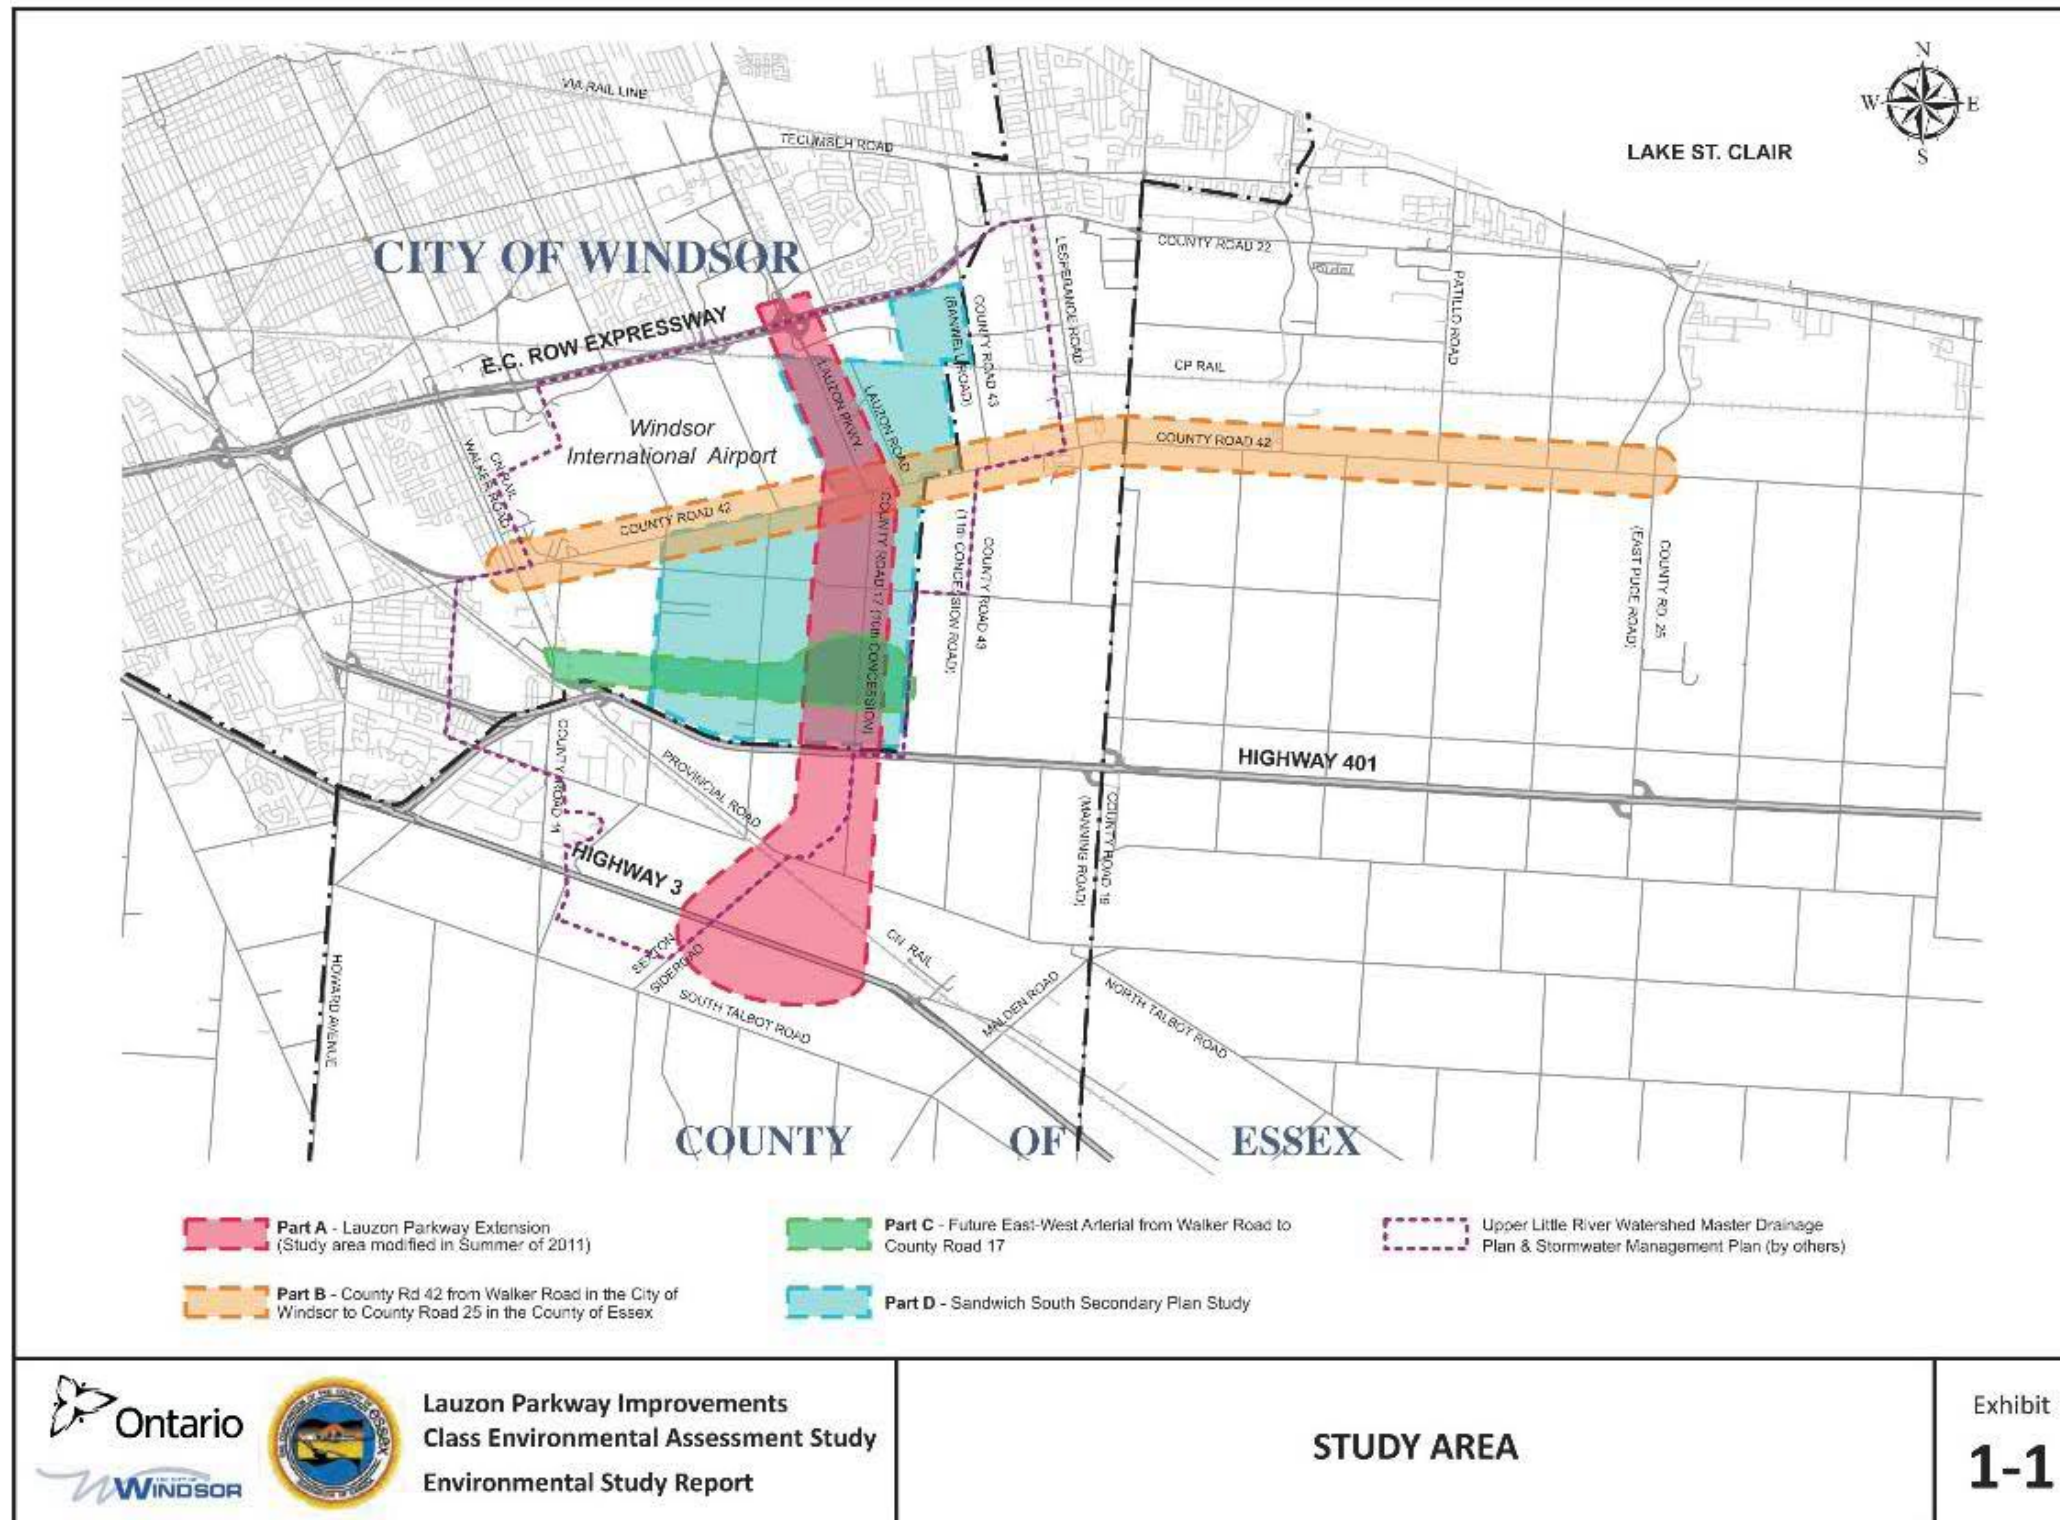 N
W
E
S
LAKE ST. CLAIR
VIA RAIL LINE
TECUMSEH ROAD
CITY OF WINDSOR
COUNTY ROAD 22
LESPERANCE ROAD
PATILLO ROAD
E.C. ROW EXPRESSWAY
COUNTY ROAD 43
(BANWELL ROAD)
CP RAIL
LAUZON PKWY.
LAUZON ROAD
Windsor
International Airport
WALKER ROAD
CN RAIL
COUNTY ROAD 42
COUNTY ROAD 42
COUNTY ROAD 17 (10th CONCESSION)
COUNTY ROAD 43
(11th CONCESSION ROAD)
COUNTY RD. 25
(EAST PUCE ROAD)
HIGHWAY 401
COUNTY ROAD 11
PROVINCIAL ROAD
COUNTY ROAD 19
(MANNING ROAD)
HIGHWAY 3
SEXTON
SIDEROAD
SOUTH TALBOT ROAD
CN RAIL
MALDEN ROAD
NORTH TALBOT ROAD
HOWARD AVENUE
COUNTY OF ESSEX
Part A - Lauzon Parkway Extension
(Study area modified in Summer of 2011)
Part B - County Rd 42 from Walker Road in the City of
Windsor to County Road 25 in the County of Essex
Part C - Future East-West Arterial from Walker Road to
County Road 17
Part D - Sandwich South Secondary Plan Study
Upper Little River Watershed Master Drainage
Plan & Stormwater Management Plan (by others)
Ontario
THE CITY OF
WINDSOR
Lauzon Parkway Improvements
Class Environmental Assessment Study
Environmental Study Report
STUDY AREA
Exhibit
1-1